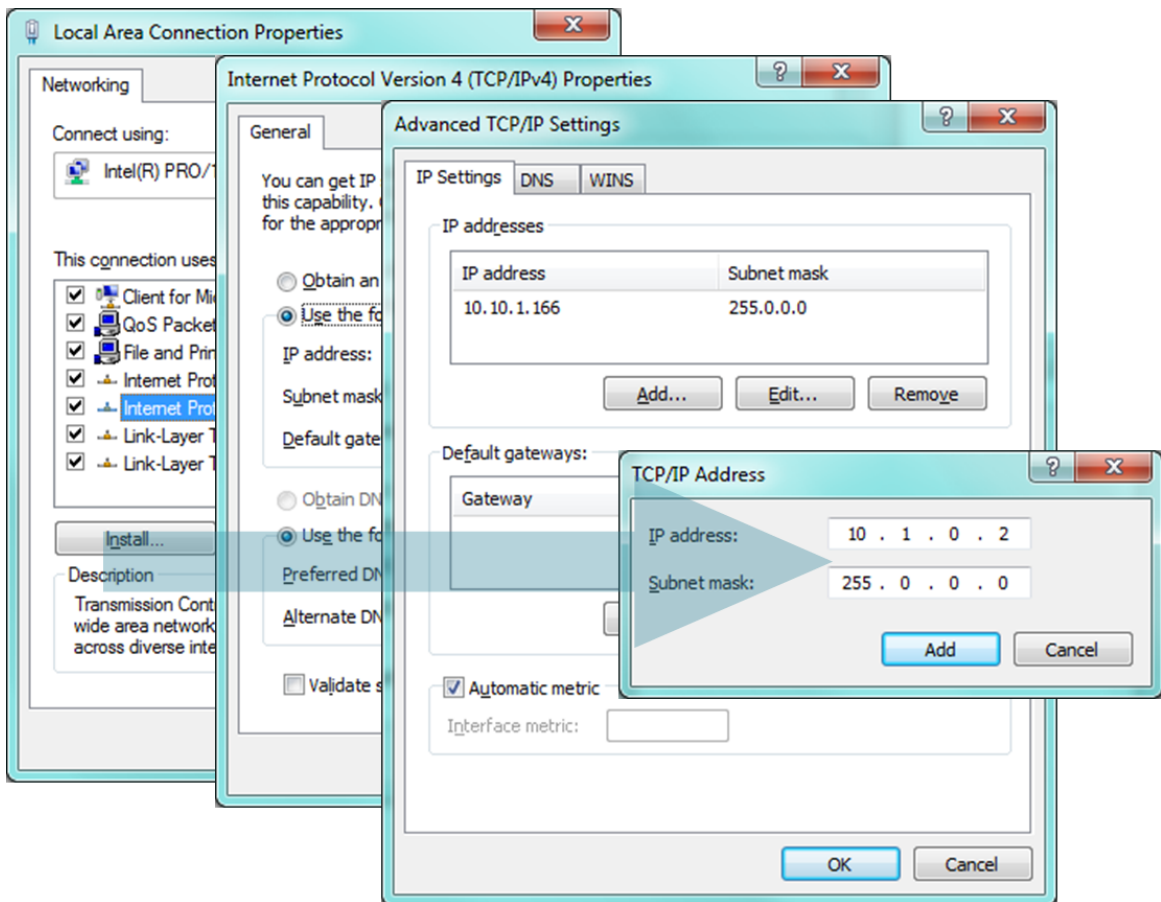 Local Area Connection Properties
Networking
Connect using:
Intel(R) PRO/1
This connection uses
Client for Mi
QoS Packet
File and Prin
Internet Prot
Internet Prot
Link-Layer T
Link-Layer T
Install...
Description
Transmission Cont
wide area network
across diverse inte
Internet Protocol Version 4 (TCP/IPv4) Properties
General
You can get IP
this capability.
for the appropr
Obtain an
Use the fo
IP address:
Subnet mask
Default gate
Obtain DN
Use the fo
Preferred DN
Alternate DN
Validate s
Advanced TCP/IP Settings
IP Settings DNS WINS
IP addresses
IP address Subnet mask
10.10.1.166 255.0.0.0
Add... Edit... Remove
Default gateways:
Gateway
Automatic metric
Interface metric:
OK Cancel
TCP/IP Address
IP address: 10 . 1 . 0 . 2
Subnet mask: 255 . 0 . 0 . 0
Add Cancel